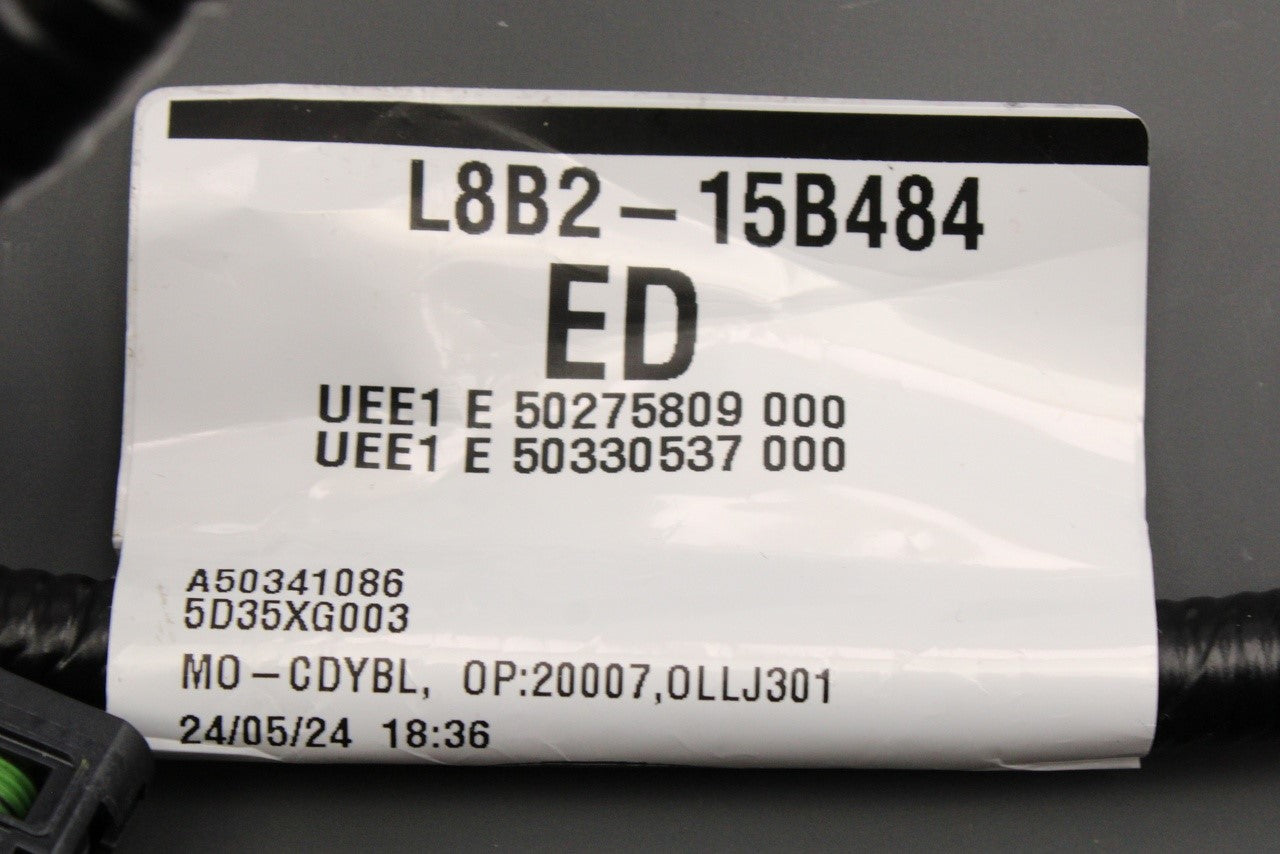 L8B2-15B484
ED
UEE1 E 50275809 000
UEE1 E 50330537 000
A50341086
5D35XG003
MO-CDYBL, OP:20007,OLLJ301
24/05/24 18:36